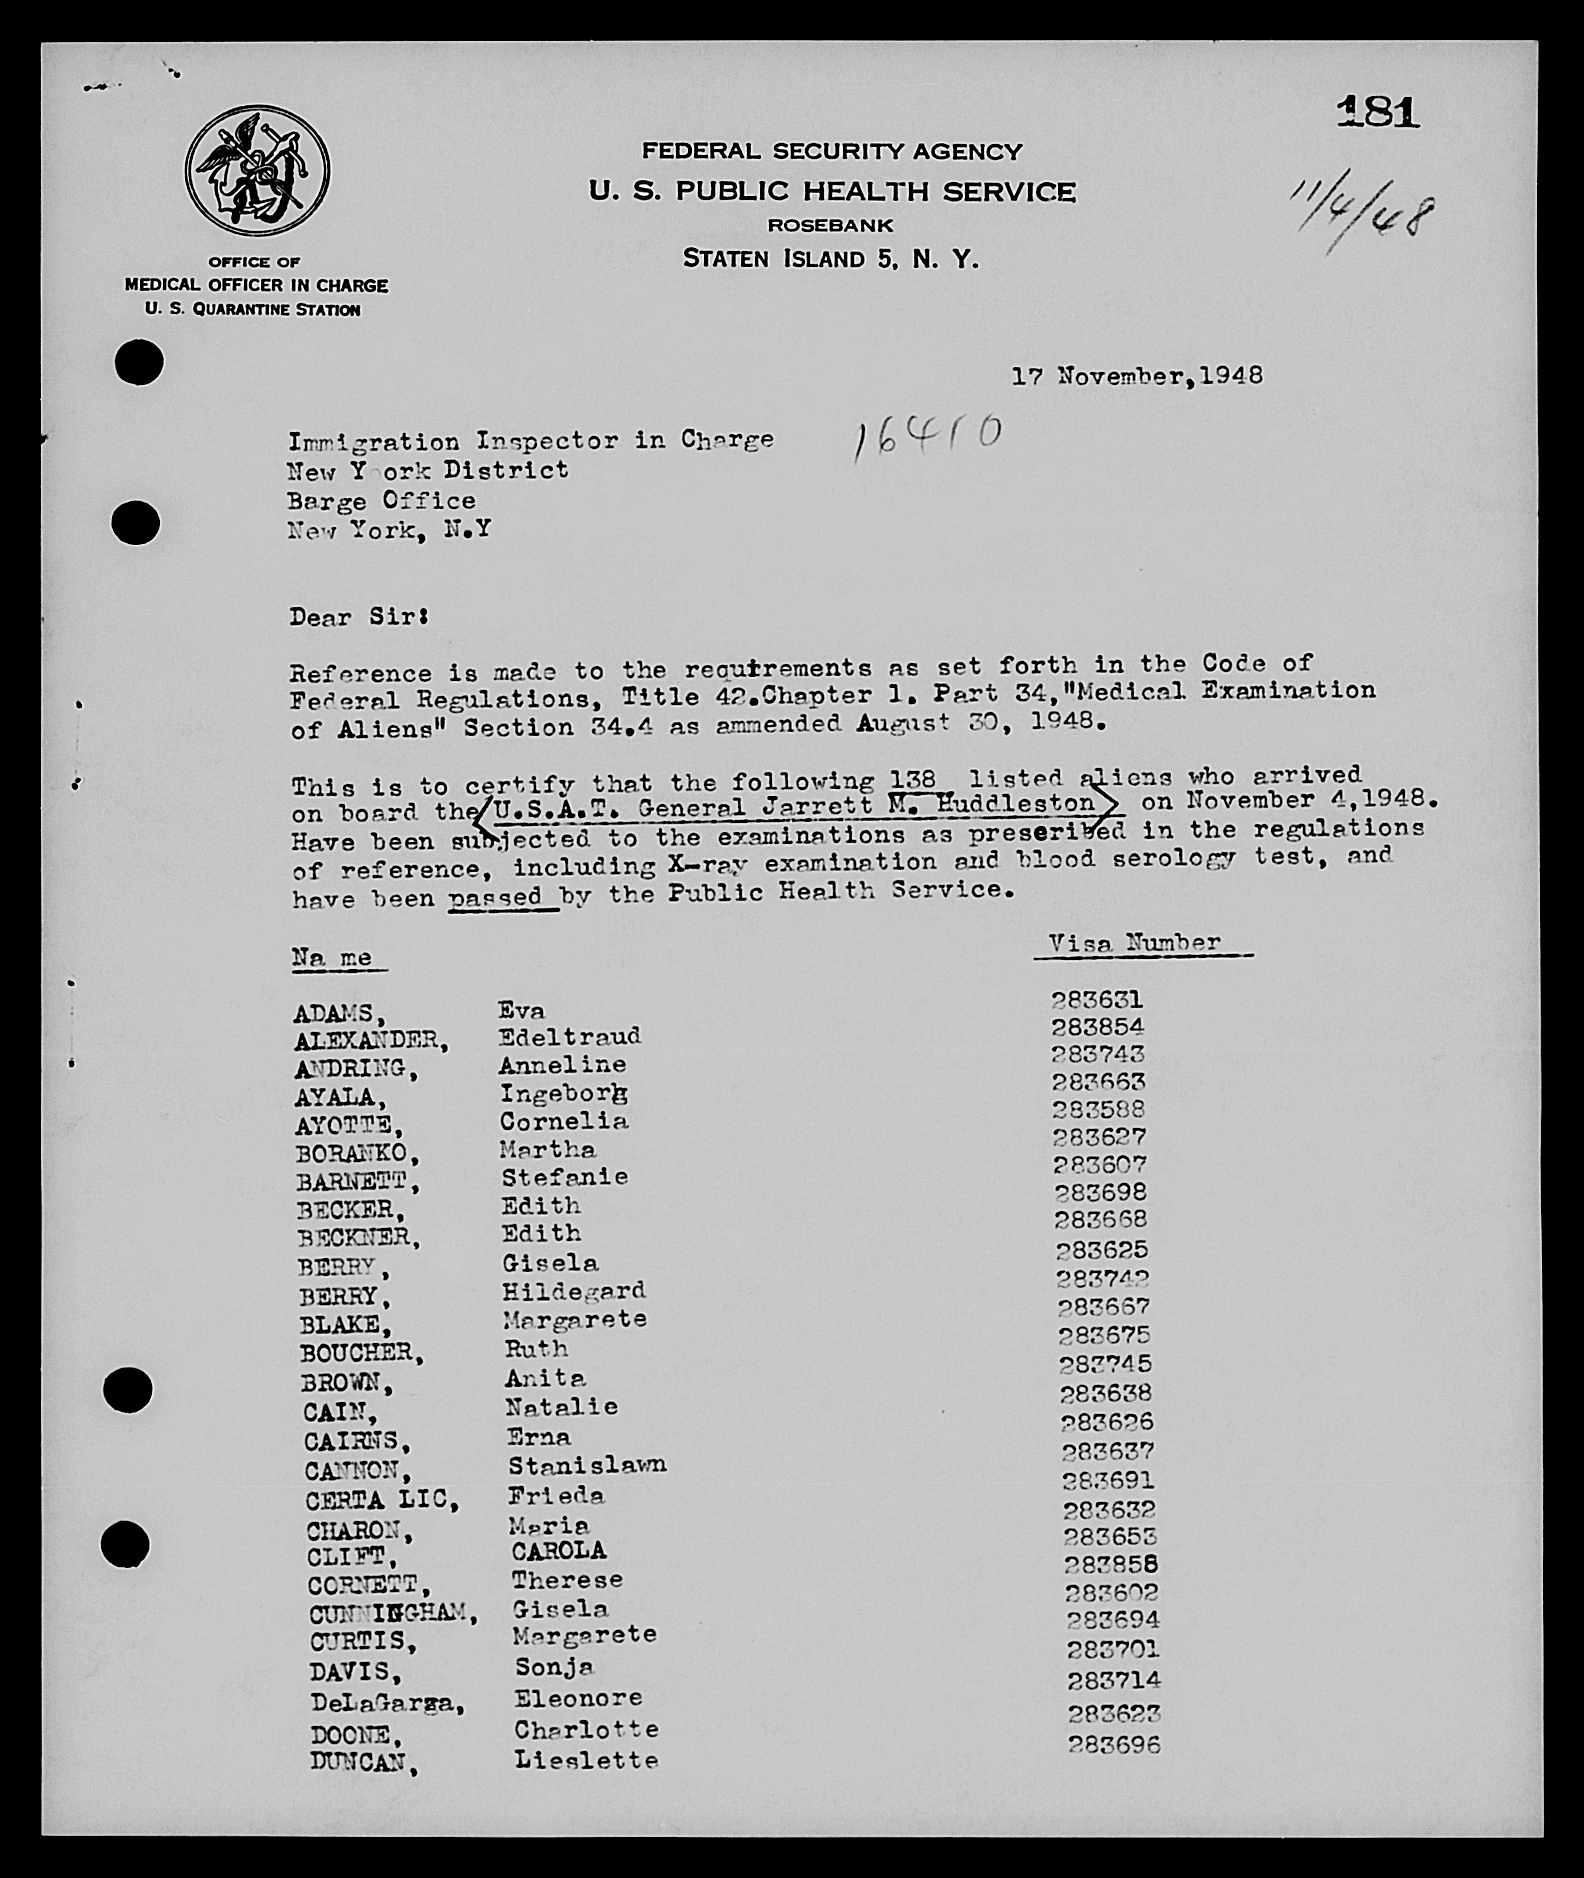 181
FEDERAL SECURITY AGENCY
U. S. PUBLIC HEALTH SERVICE
ROSEBANK
STATEN ISLAND 5, N. Y.
11/4/48
OFFICE OF
MEDICAL OFFICER IN CHARGE
U. S. QUARANTINE STATION
17 November,1948
16410
Immigration Inspector in Charge
New Y ork District
Barge Office
New York, N.Y
Dear Sir:
Reference is made to the requirements as set forth in the Code of
Federal Regulations, Title 42.Chapter 1. Part 34,"Medical Examination
of Aliens" Section 34.4 as ammended August 30, 1948.
This is to certify that the following 138 listed aliens who arrived
on board the U.S.A.T. General Jarrett M. Huddleston on November 4,1948.
Have been subjected to the examinations as prescribed in the regulations
of reference, including X-ray examination and blood serology test, and
have been passed by the Public Health Service.
Na me Visa Number
ADAMS, Eva 283631
ALEXANDER, Edeltraud 283854
ANDRING, Anneline 283743
AYALA, Ingeborg 283663
AYOTTE, Cornelia 283588
BORANKO, Martha 283627
BARNETT, Stefanie 283607
BECKER, Edith 283698
BECKNER, Edith 283668
BERRY, Gisela 283625
BERRY, Hildegard 283742
BLAKE, Margarete 283667
BOUCHER, Ruth 283675
BROWN, Anita 283745
CAIN, Natalie 283638
CAIRNS, Erna 283626
CANNON, Stanislawn 283637
CERTA LIC, Frieda 283691
CHARON, Maria 283632
CLIFT, CAROLA 283653
CORNETT, Therese 283858
CUNNINGHAM, Gisela 283602
CURTIS, Margarete 283694
DAVIS, Sonja 283701
DeLaGarza, Eleonore 283714
DOONE, Charlotte 283623
DUNCAN, Lieslette 283696